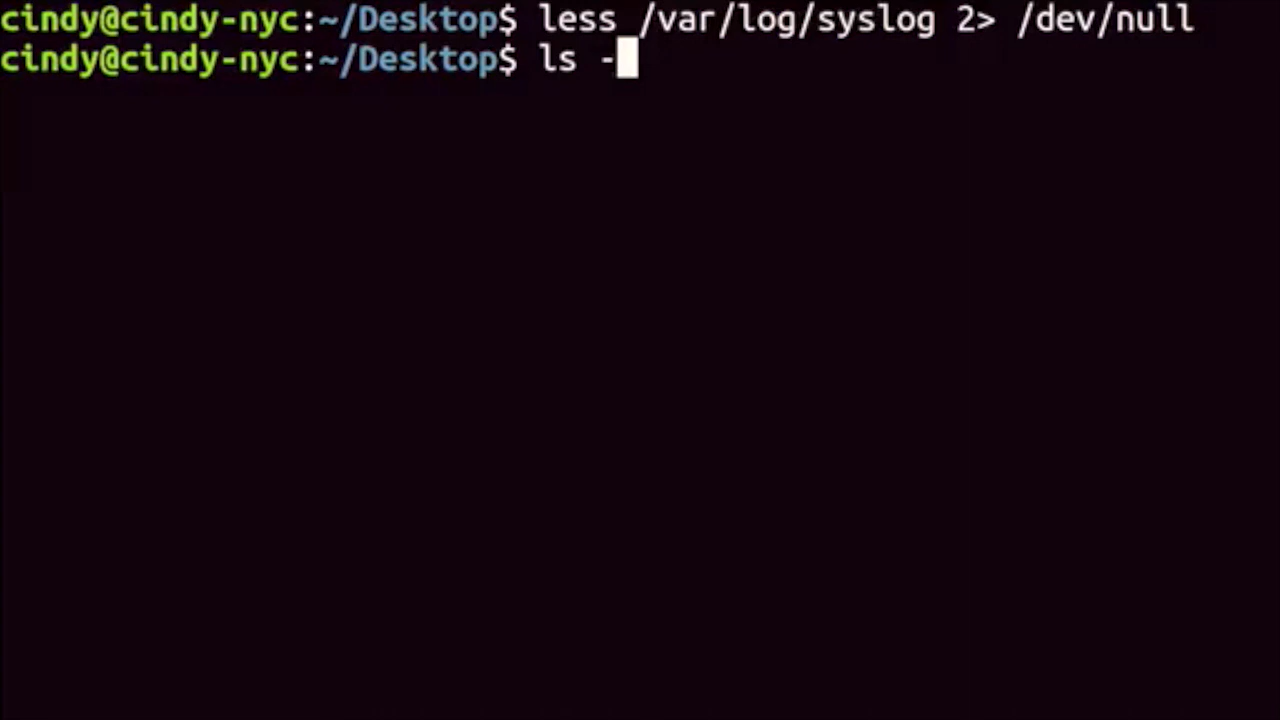 cindy@cindy-nyc:~/Desktop$ less /var/log/syslog 2> /dev/null
cindy@cindy-nyc:~/Desktop$ ls -